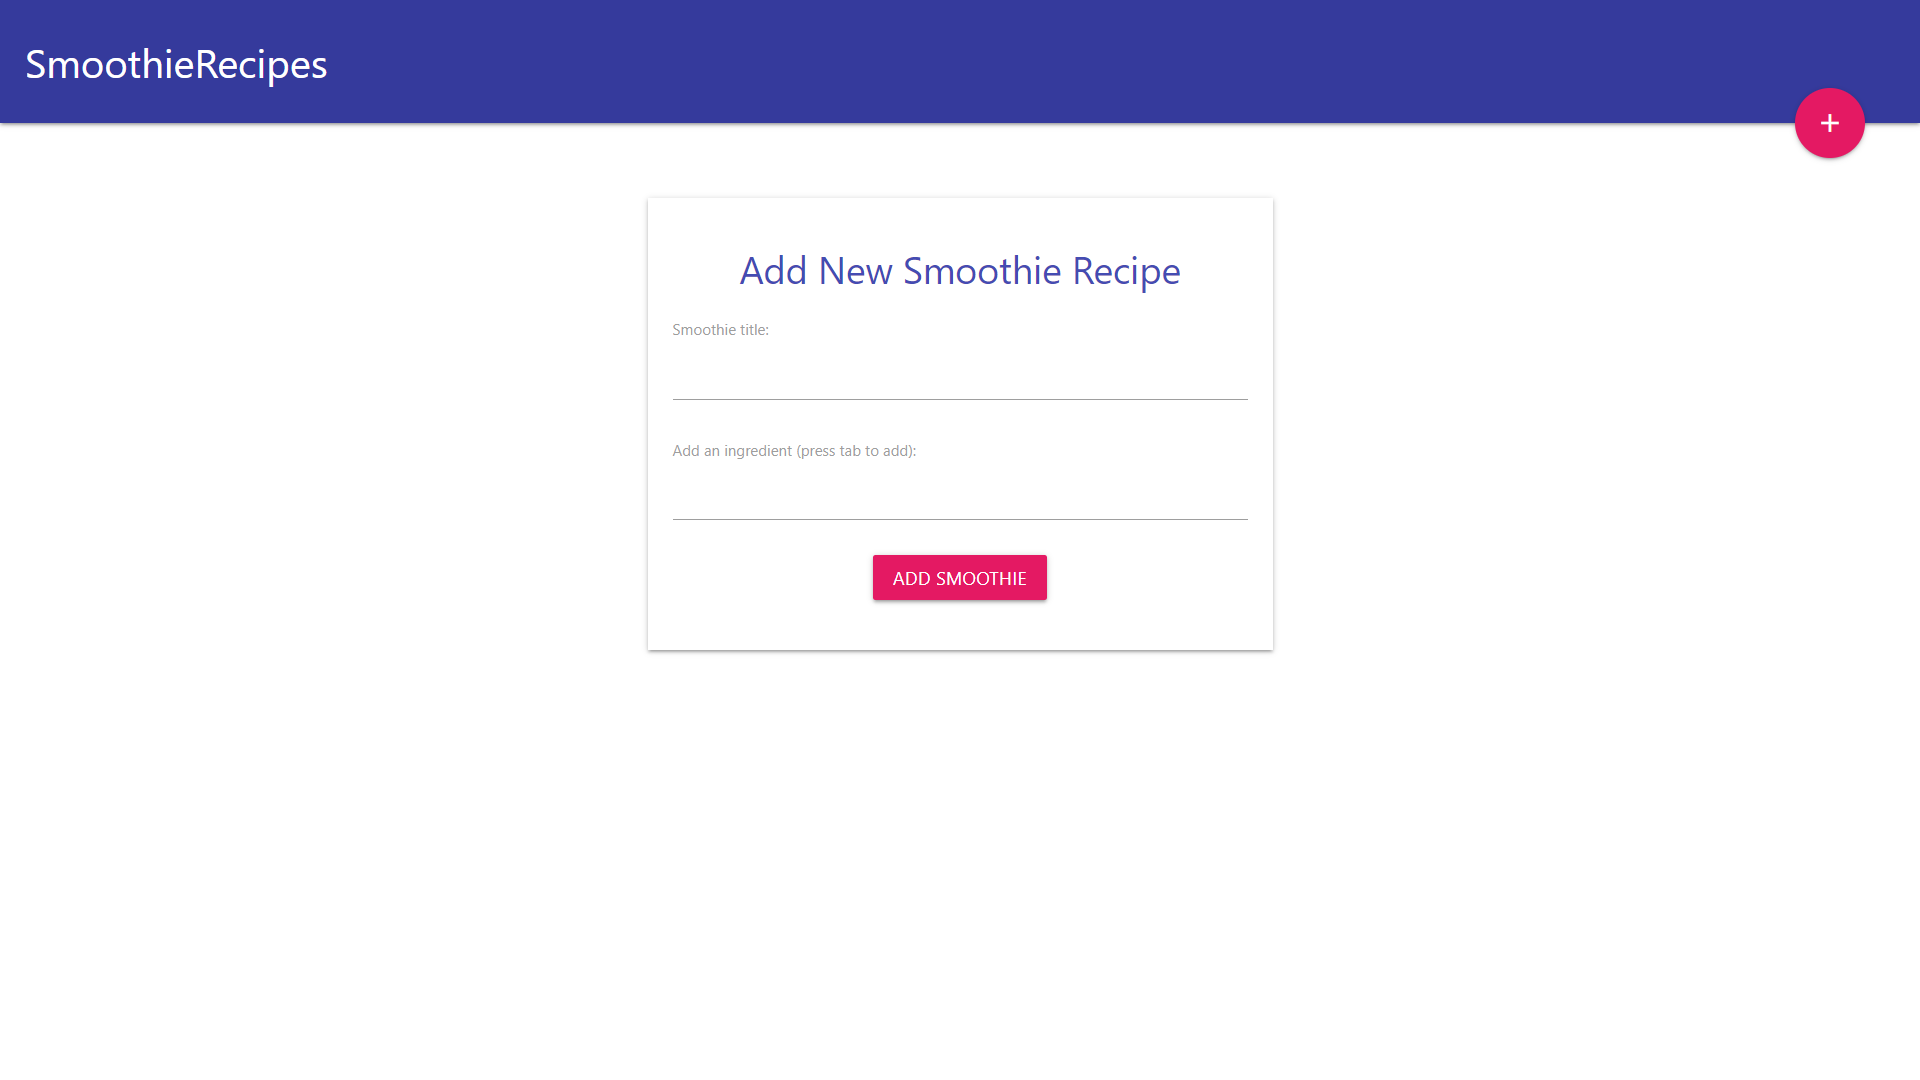 SmoothieRecipes
+
Add New Smoothie Recipe
Smoothie title:
Add an ingredient (press tab to add):
ADD SMOOTHIE